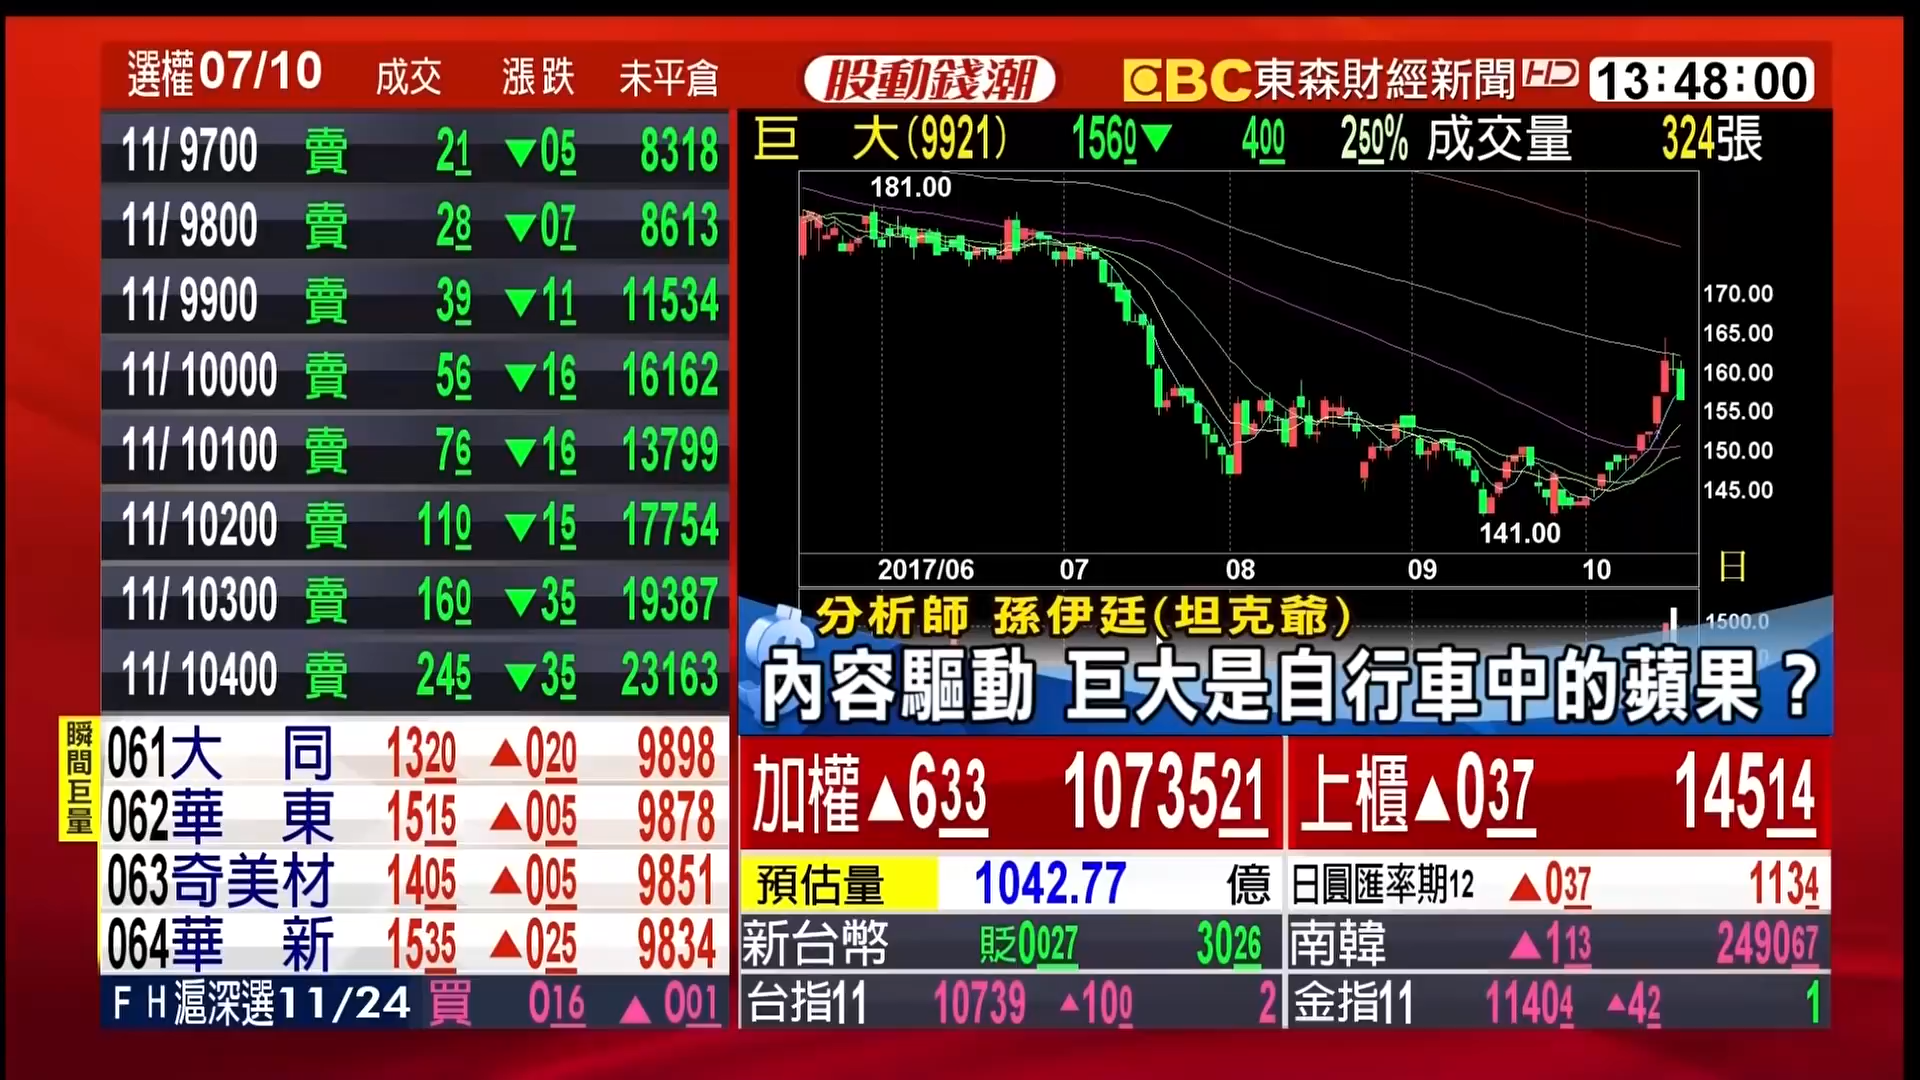 選權07/10 成交 漲跌 未平倉
11/ 9700 賣 21 ▼05 8318
11/ 9800 賣 28 ▼07 8613
11/ 9900 賣 39 ▼11 11534
11/ 10000 賣 56 ▼16 16162
11/ 10100 賣 76 ▼16 13799
11/ 10200 賣 110 ▼15 17754
11/ 10300 賣 160 ▼35 19387
11/ 10400 賣 245 ▼35 23163
瞬間巨量
061大同 1320 ▲020 9898
062華東 1515 ▲005 9878
063奇美材 1405 ▲005 9851
064華新 1535 ▲025 9834
FH滬深選11/24 買 016 ▲001
股動錢潮 EBC東森財經新聞HD 13:48:00
巨大(9921) 1560▼ 400 250% 成交量 324張
181.00
170.00
165.00
160.00
155.00
150.00
145.00
141.00
2017/06 07 08 09 10 日
1500.0
分析師 孫伊廷(坦克爺)
內容驅動 巨大是自行車中的蘋果？
加權▲633 1073521
上櫃▲037 14514
預估量 1042.77 億
日圓匯率期12 ▲037 1134
新台幣 貶0027 3026
南韓 ▲113 249067
台指11 10739 ▲100 2
金指11 11404 ▲42 1